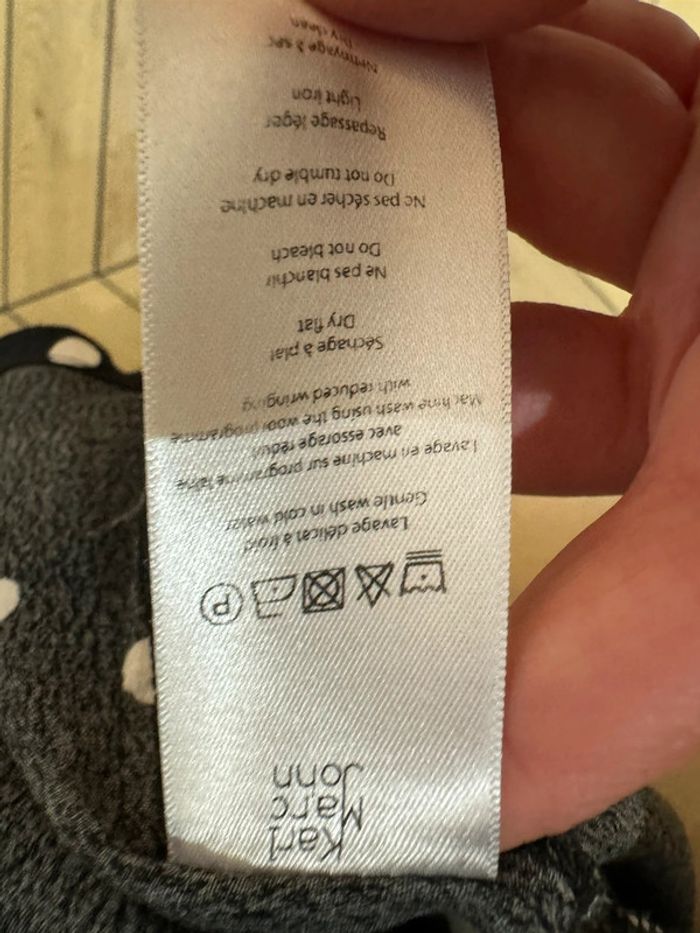 Karl
Marc
John
P
Lavage délicat à froid
Gentle wash in cold water
Lavage en machine sur programme laine
avec essorage réduit
Machine wash using the wool programme
with reduced wringing
Séchage à plat
Dry flat
Ne pas blanchir
Do not bleach
Ne pas sécher en machine
Do not tumble dry
Repassage léger
Light iron
Nettoyage à sec
Dry clean